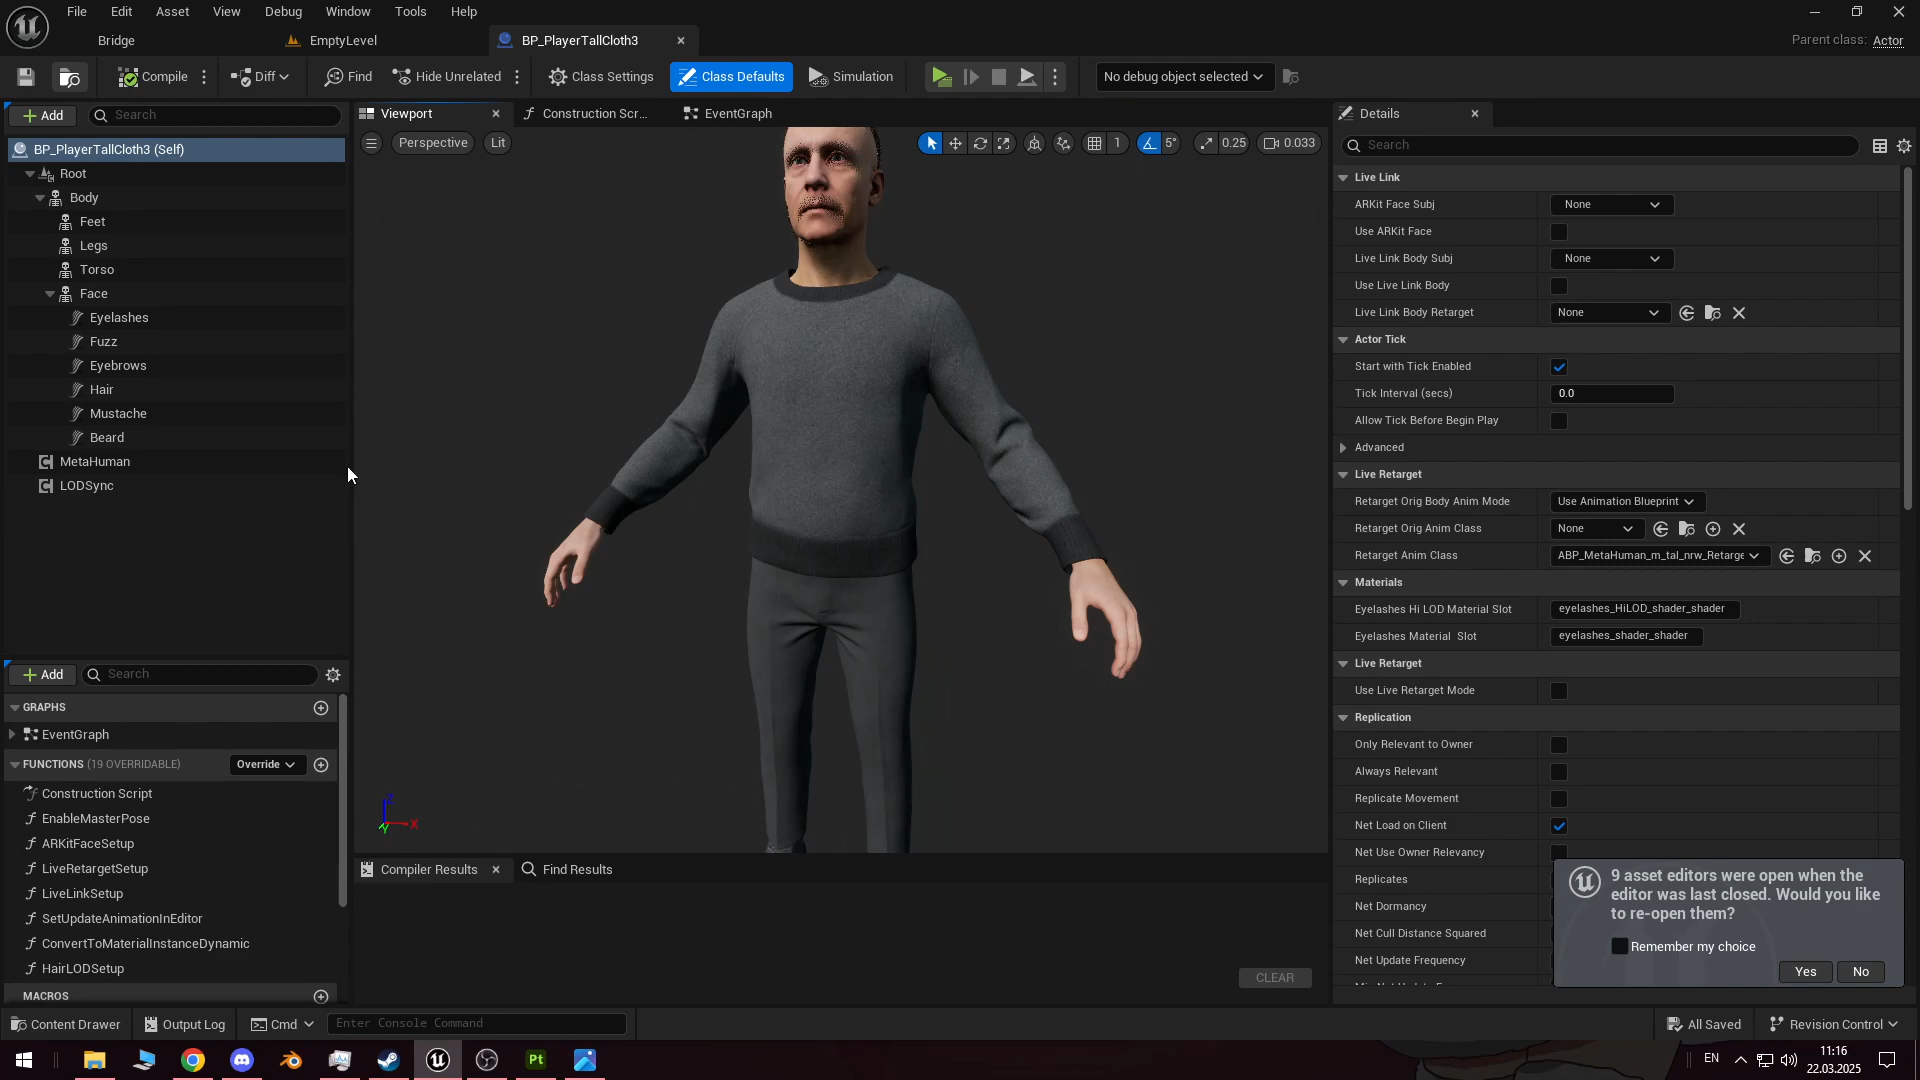 File Edit Asset View Debug Window Tools Help
Bridge
EmptyLevel
BP_PlayerTallCloth3
Parent class: Actor
Compile
Diff
Find
Hide Unrelated
Class Settings
Class Defaults
Simulation
No debug object selected
Add
Search
BP_PlayerTallCloth3 (Self)
Root
Body
Feet
Legs
Torso
Face
Eyelashes
Fuzz
Eyebrows
Hair
Mustache
Beard
MetaHuman
LODSync
Add
Search
GRAPHS
EventGraph
FUNCTIONS (19 OVERRIDABLE)
Override
Construction Script
EnableMasterPose
ARKitFaceSetup
LiveRetargetSetup
LiveLinkSetup
SetUpdateAnimationInEditor
ConvertToMaterialInstanceDynamic
HairLODSetup
MACROS
Viewport
Construction Scr...
EventGraph
Perspective
Lit
1
5°
0.25
0.033
Z
X
Y
Compiler Results
Find Results
CLEAR
Details
Search
Live Link
ARKit Face Subj None
Use ARKit Face
Live Link Body Subj None
Use Live Link Body
Live Link Body Retarget None
Actor Tick
Start with Tick Enabled
Tick Interval (secs) 0.0
Allow Tick Before Begin Play
Advanced
Live Retarget
Retarget Orig Body Anim Mode Use Animation Blueprint
Retarget Orig Anim Class None
Retarget Anim Class ABP_MetaHuman_m_tal_nrw_Retarge
Materials
Eyelashes Hi LOD Material Slot eyelashes_HiLOD_shader_shader
Eyelashes Material Slot eyelashes_shader_shader
Live Retarget
Use Live Retarget Mode
Replication
Only Relevant to Owner
Always Relevant
Replicate Movement
Net Load on Client
Net Use Owner Relevancy
Replicates
Net Dormancy
Net Cull Distance Squared
Net Update Frequency
9 asset editors were open when the
editor was last closed. Would you like
to re-open them?
Remember my choice
Yes
No
Content Drawer
Output Log
Cmd
Enter Console Command
All Saved
Revision Control
Pt
EN
11:16
22.03.2025